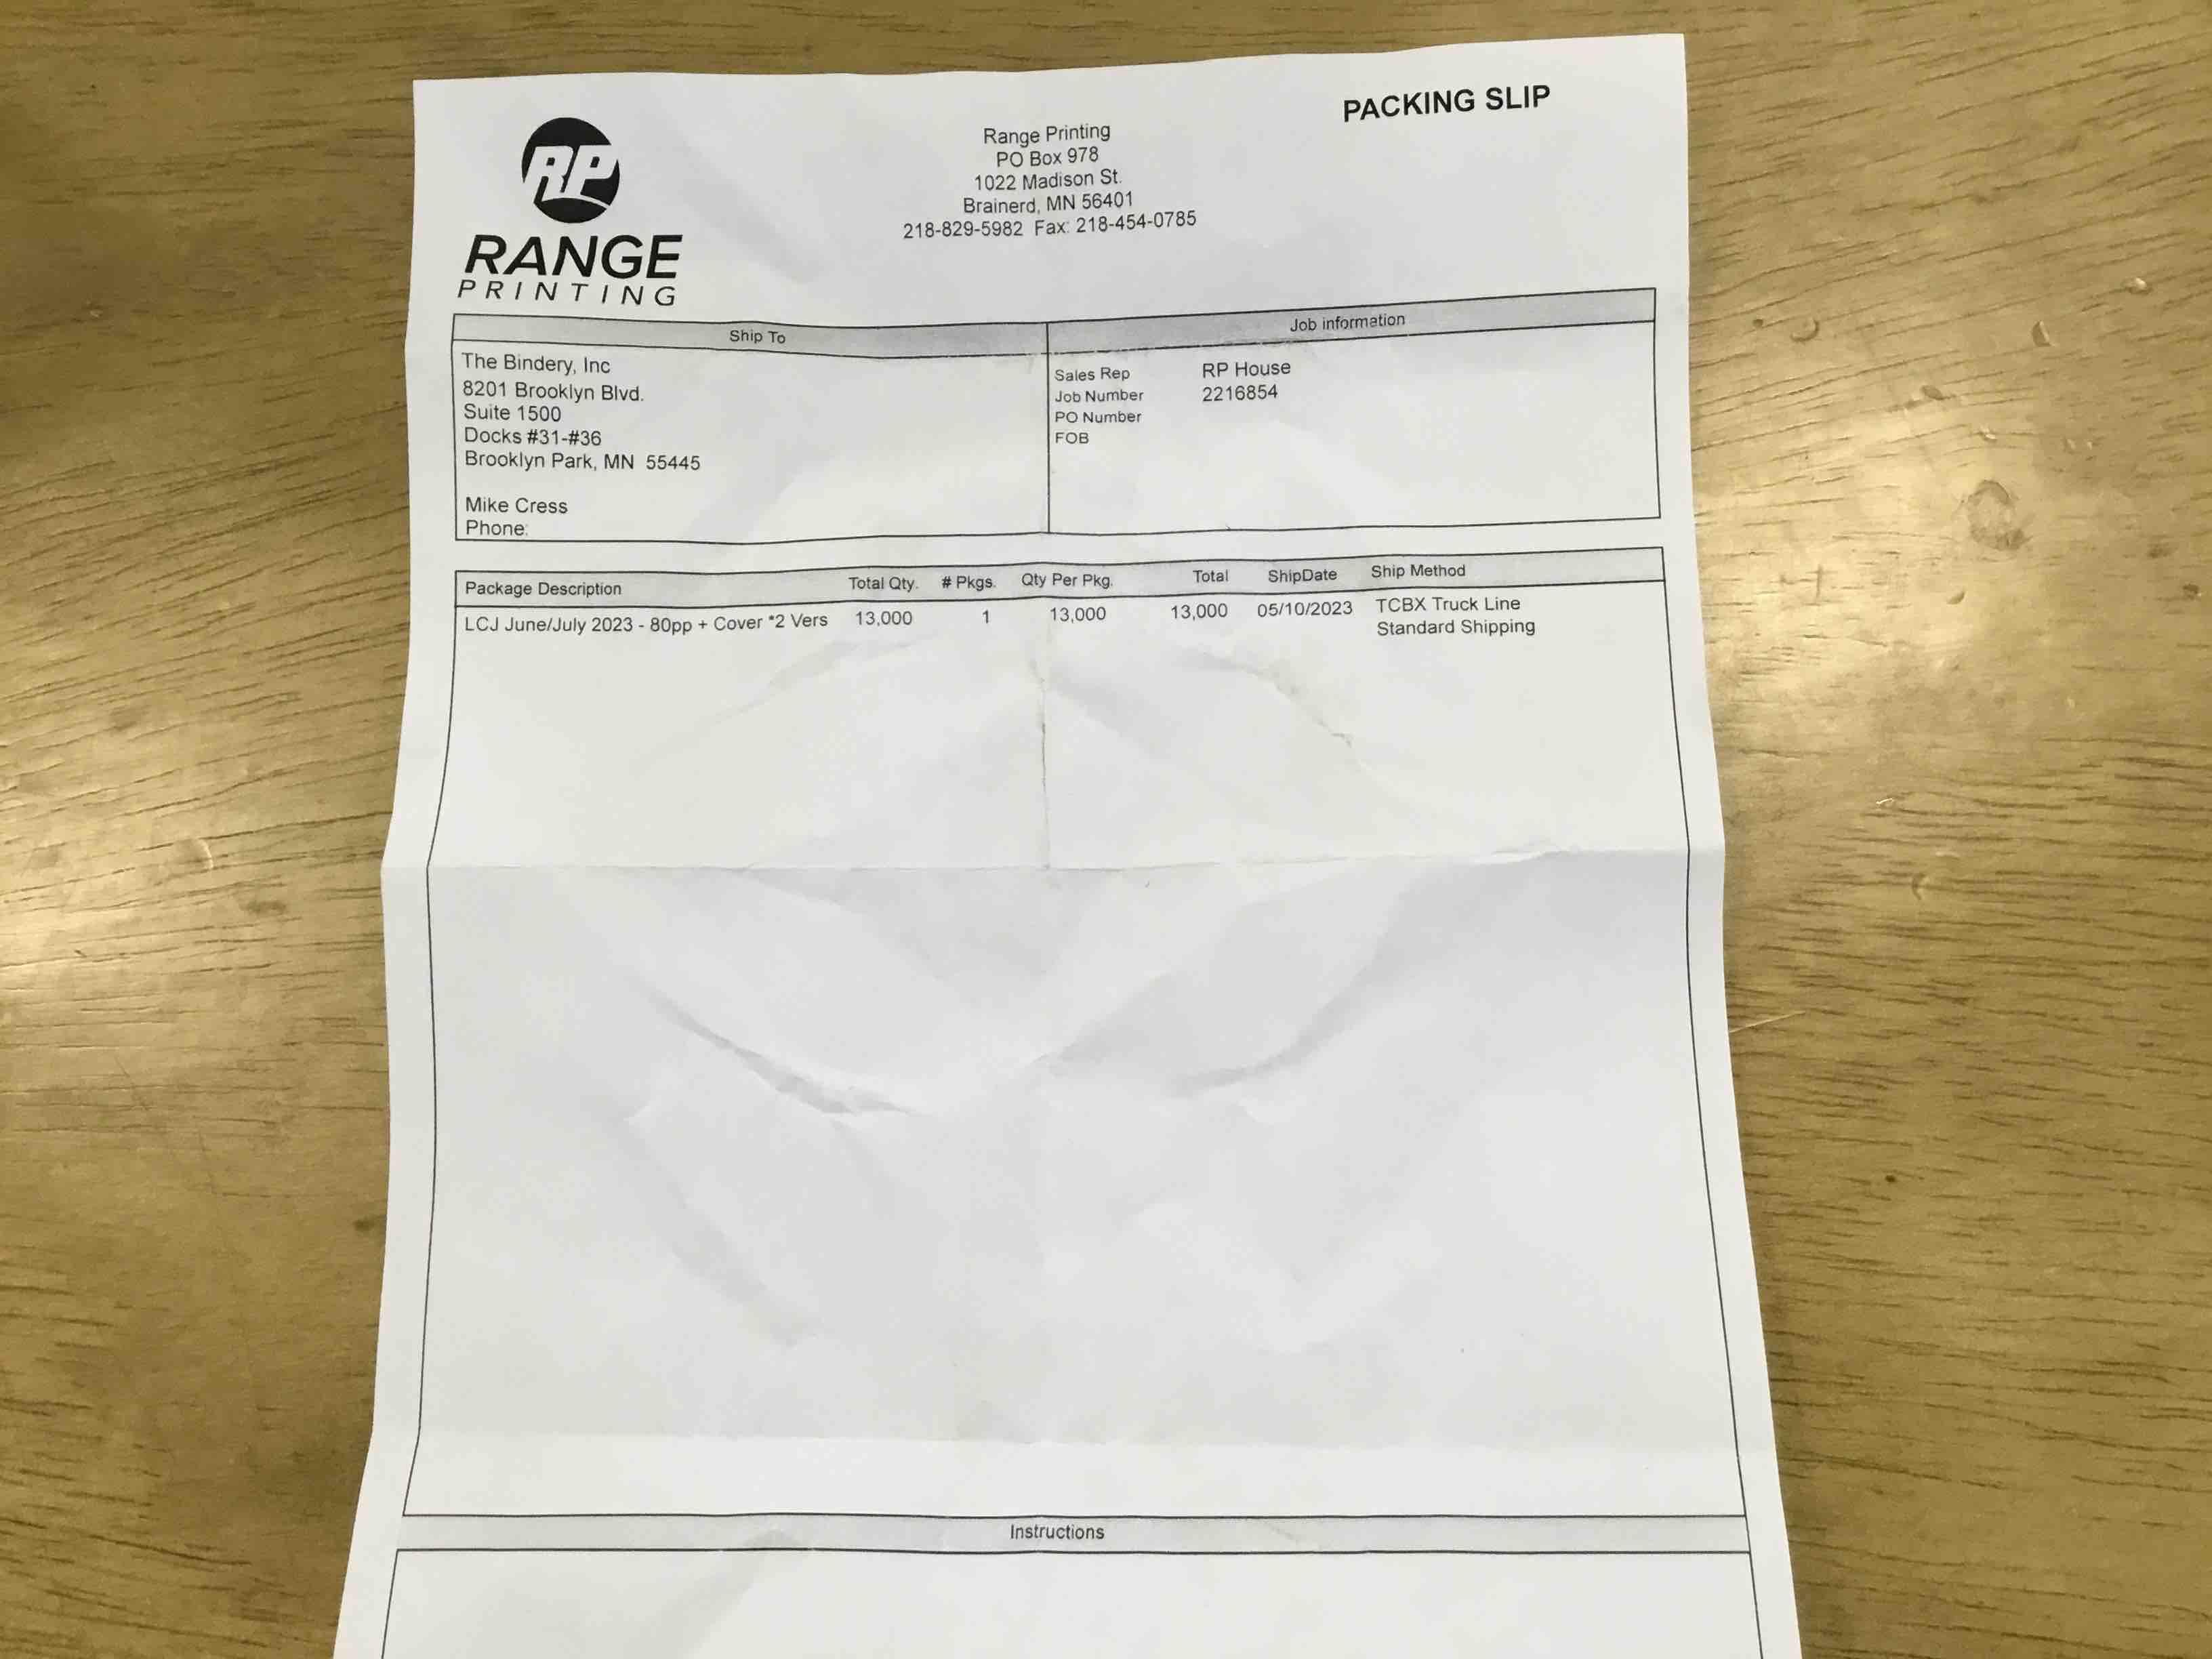 PACKING SLIP
RP
RANGE
PRINTING
Range Printing
PO Box 978
1022 Madison St.
Brainerd, MN 56401
218-829-5982 Fax: 218-454-0785
Ship To
The Bindery, Inc
8201 Brooklyn Blvd.
Suite 1500
Docks #31-#36
Brooklyn Park, MN 55445
Mike Cress
Phone:
Job information
Sales Rep RP House
Job Number 2216854
PO Number
FOB
Package Description Total Qty. # Pkgs. Qty Per Pkg. Total ShipDate Ship Method
LCJ June/July 2023 - 80pp + Cover *2 Vers 13,000 1 13,000 13,000 05/10/2023 TCBX Truck Line
Standard Shipping
Instructions